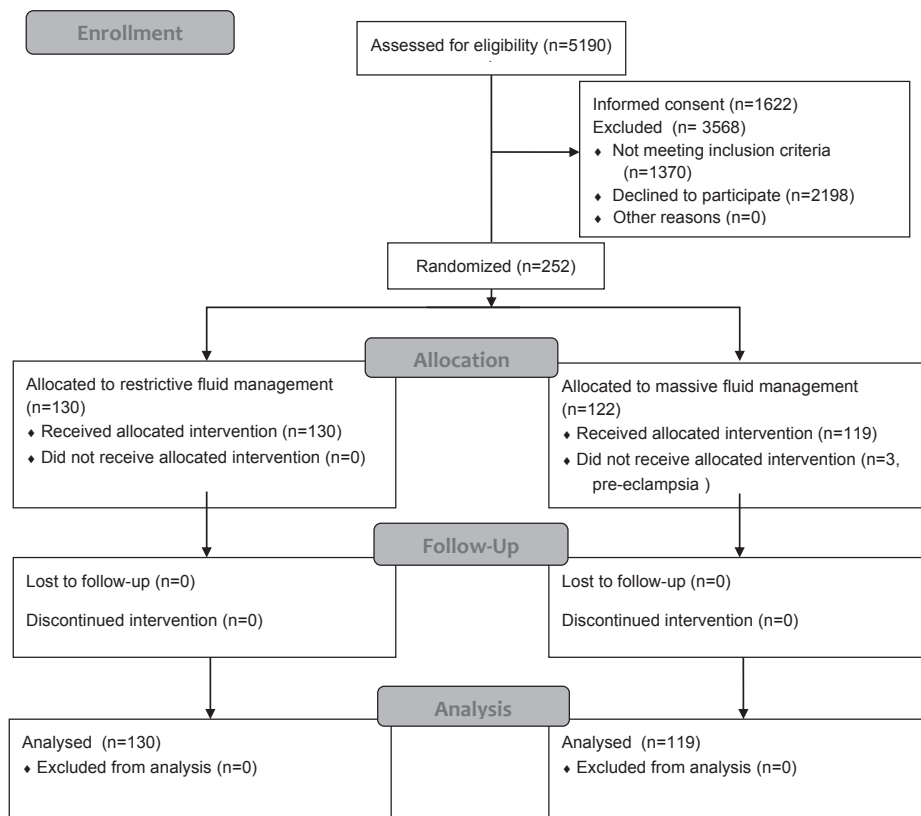 Enrollment
Assessed for eligibility (n=5190)
Informed consent (n=1622)
Excluded (n= 3568)
♦ Not meeting inclusion criteria
(n=1370)
♦ Declined to participate (n=2198)
♦ Other reasons (n=0)
Randomized (n=252)
Allocation
Allocated to restrictive fluid management
(n=130)
♦ Received allocated intervention (n=130)
♦ Did not receive allocated intervention (n=0)
Allocated to massive fluid management
(n=122)
♦ Received allocated intervention (n=119)
♦ Did not receive allocated intervention (n=3,
pre-eclampsia )
Follow-Up
Lost to follow-up (n=0)
Discontinued intervention (n=0)
Lost to follow-up (n=0)
Discontinued intervention (n=0)
Analysis
Analysed (n=130)
♦ Excluded from analysis (n=0)
Analysed (n=119)
♦ Excluded from analysis (n=0)